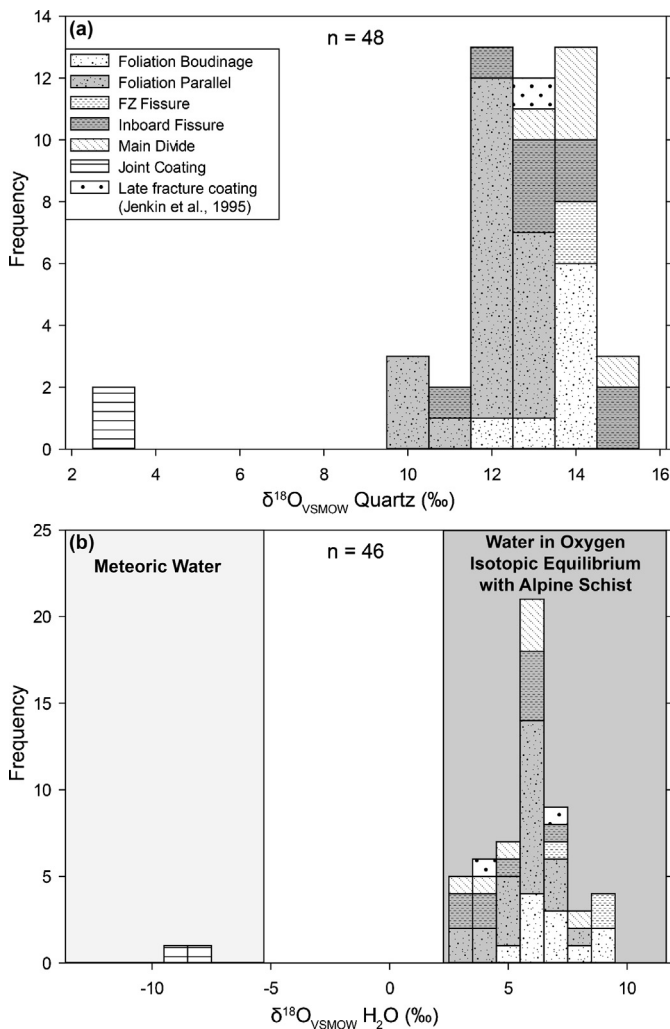 (a)
n = 48
Foliation Boudinage
Foliation Parallel
FZ Fissure
Inboard Fissure
Main Divide
Joint Coating
Late fracture coating
(Jenkin et al., 1995)
Frequency
14
12
10
8
6
4
2
0
2 4 6 8 10 12 14 16
δ¹⁸O_VSMOW Quartz (‰)
(b)
n = 46
Meteoric Water
Water in Oxygen
Isotopic Equilibrium
with Alpine Schist
Frequency
25
20
15
10
5
0
-10 -5 0 5 10
δ¹⁸O_VSMOW H₂O (‰)